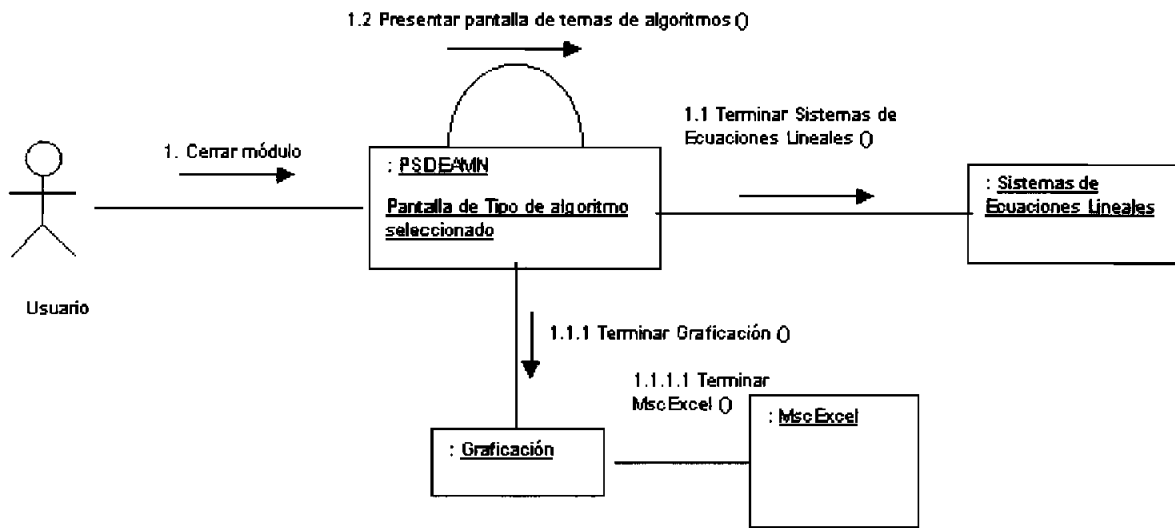 1.2 Presentar pantalla de temas de algoritmos ()
1.1 Terminar Sistemas de
Ecuaciones Lineales ()
1. Cerrar módulo
: PSDEAMN
Pantalla de Tipo de algoritmo
seleccionado
: Sistemas de
Ecuaciones Lineales
Usuario
1.1.1 Terminar Graficación ()
1.1.1.1 Terminar
MscExcel ()
: MscExcel
: Graficación